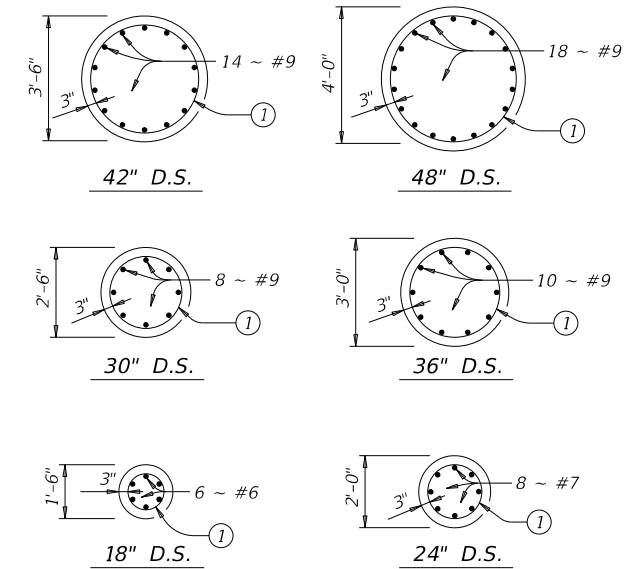 3'-6"
14 ~ #9
3"
1
42" D.S.
4'-0"
18 ~ #9
3"
1
48" D.S.
2'-6"
8 ~ #9
3"
1
30" D.S.
3'-0"
10 ~ #9
3"
1
36" D.S.
1'-6"
3"
6 ~ #6
1
18" D.S.
2'-0"
8 ~ #7
3"
1
24" D.S.